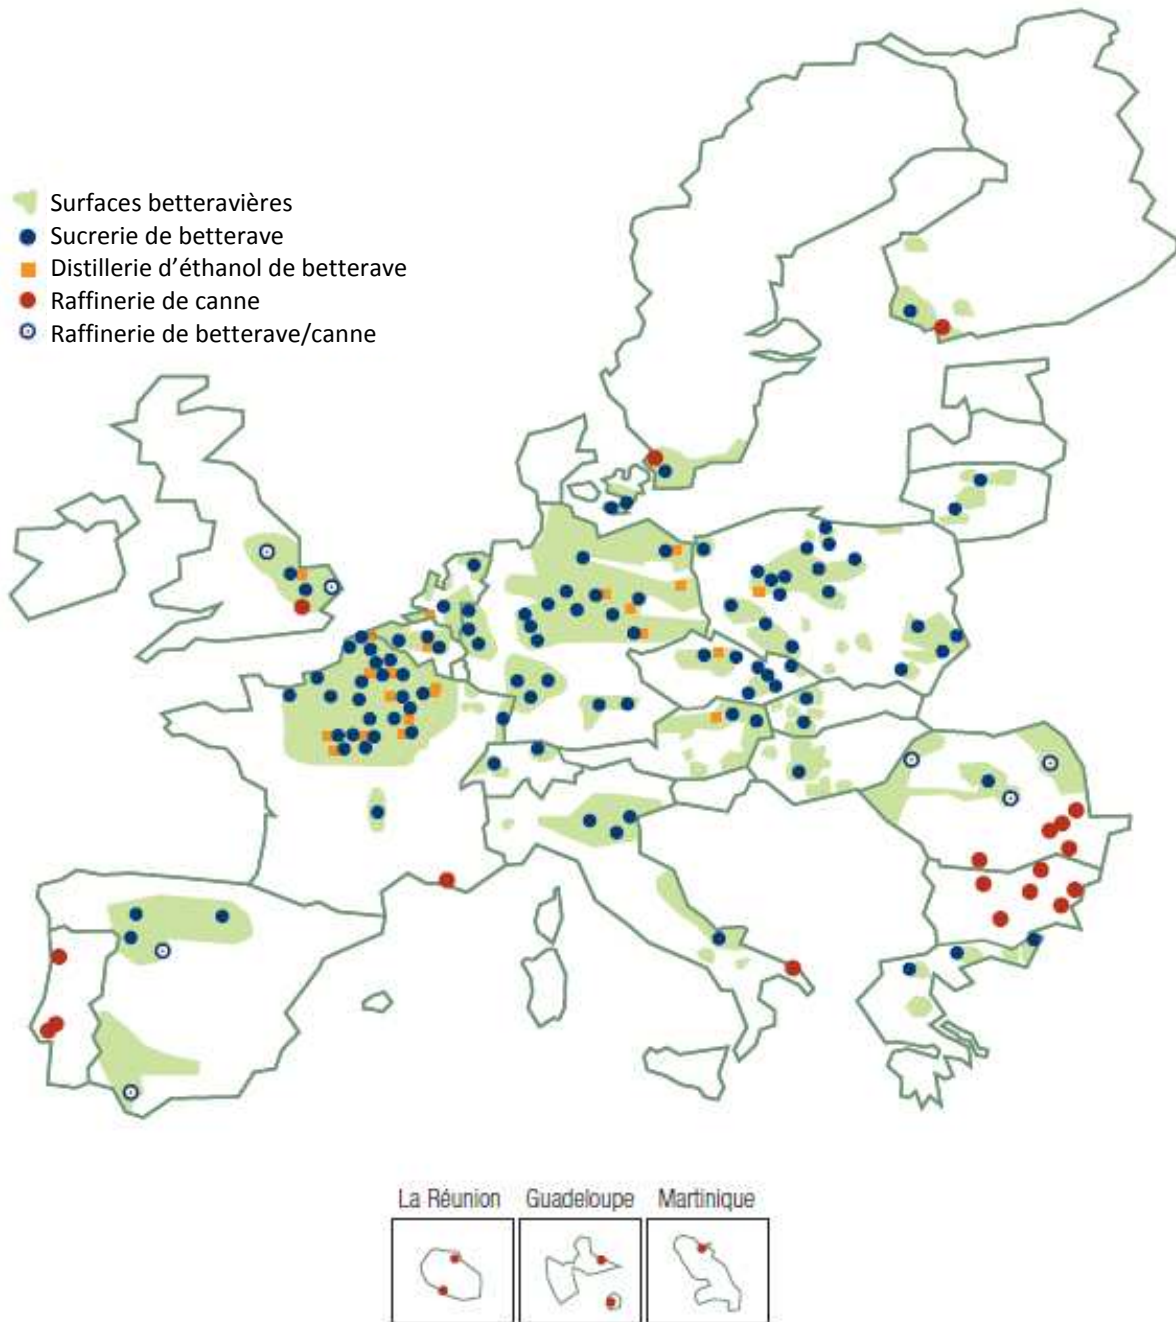 Surfaces betteravières
Sucrerie de betterave
Distillerie d'éthanol de betterave
Raffinerie de canne
Raffinerie de betterave/canne
La Réunion Guadeloupe Martinique